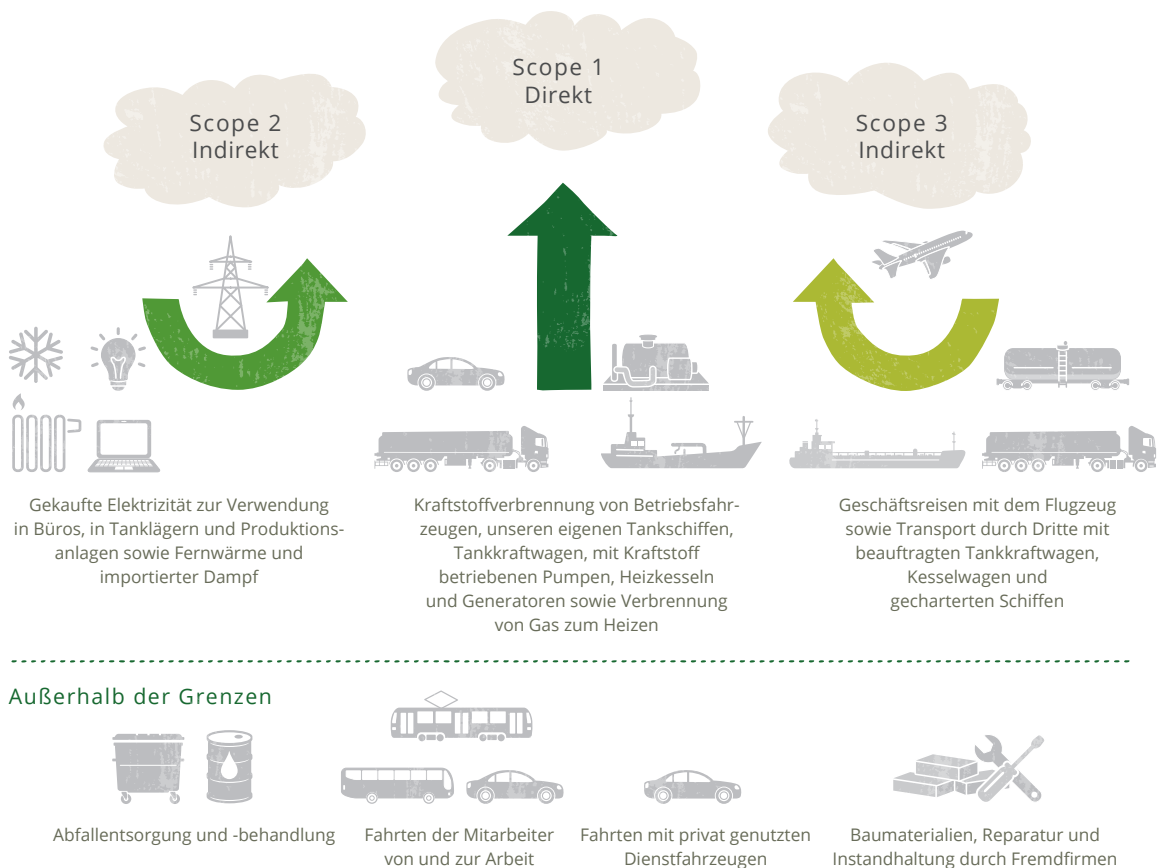 Scope 1
Direkt
Scope 2
Indirekt
Scope 3
Indirekt
Gekaufte Elektrizität zur Verwendung
in Büros, in Tanklägern und Produktions-
anlagen sowie Fernwärme und
importierter Dampf
Kraftstoffverbrennung von Betriebsfahr-
zeugen, unseren eigenen Tankschiffen,
Tankkraftwagen, mit Kraftstoff
betriebenen Pumpen, Heizkesseln
und Generatoren sowie Verbrennung
von Gas zum Heizen
Geschäftsreisen mit dem Flugzeug
sowie Transport durch Dritte mit
beauftragten Tankkraftwagen,
Kesselwagen und
gecharterten Schiffen
Außerhalb der Grenzen
Abfallentsorgung und -behandlung
Fahrten der Mitarbeiter
von und zur Arbeit
Fahrten mit privat genutzten
Dienstfahrzeugen
Baumaterialien, Reparatur und
Instandhaltung durch Fremdfirmen